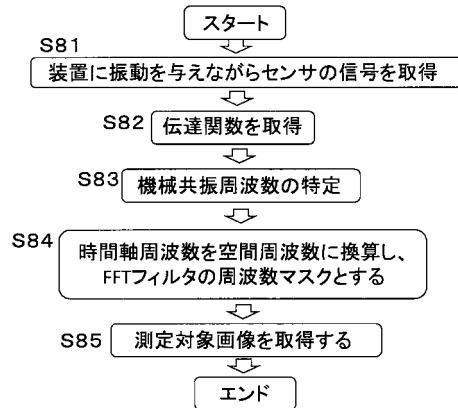 スタート
S81
装置に振動を与えながらセンサの信号を取得
S82
伝達関数を取得
S83
機械共振周波数の特定
S84
時間軸周波数を空間周波数に換算し、
FFTフィルタの周波数マスクとする
S85
測定対象画像を取得する
エンド